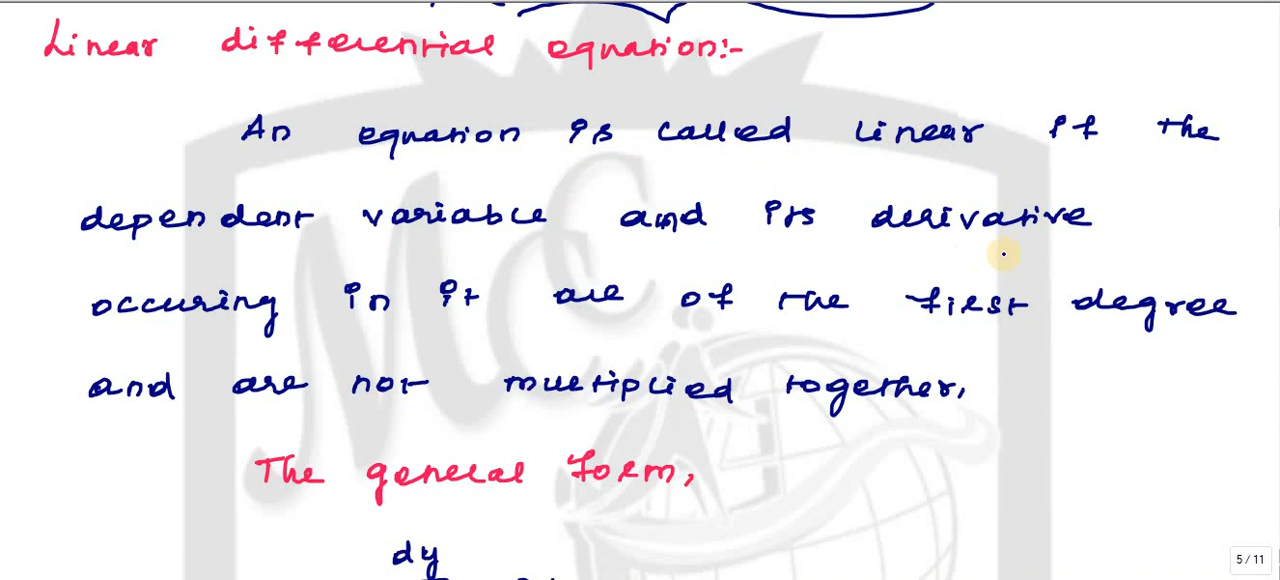 Linear differential equation:-
An equation is called linear if the
dependent variable and its derivative
occuring in it are of the first degree
and are not multiplied together,
The general form,
dy
5 / 11